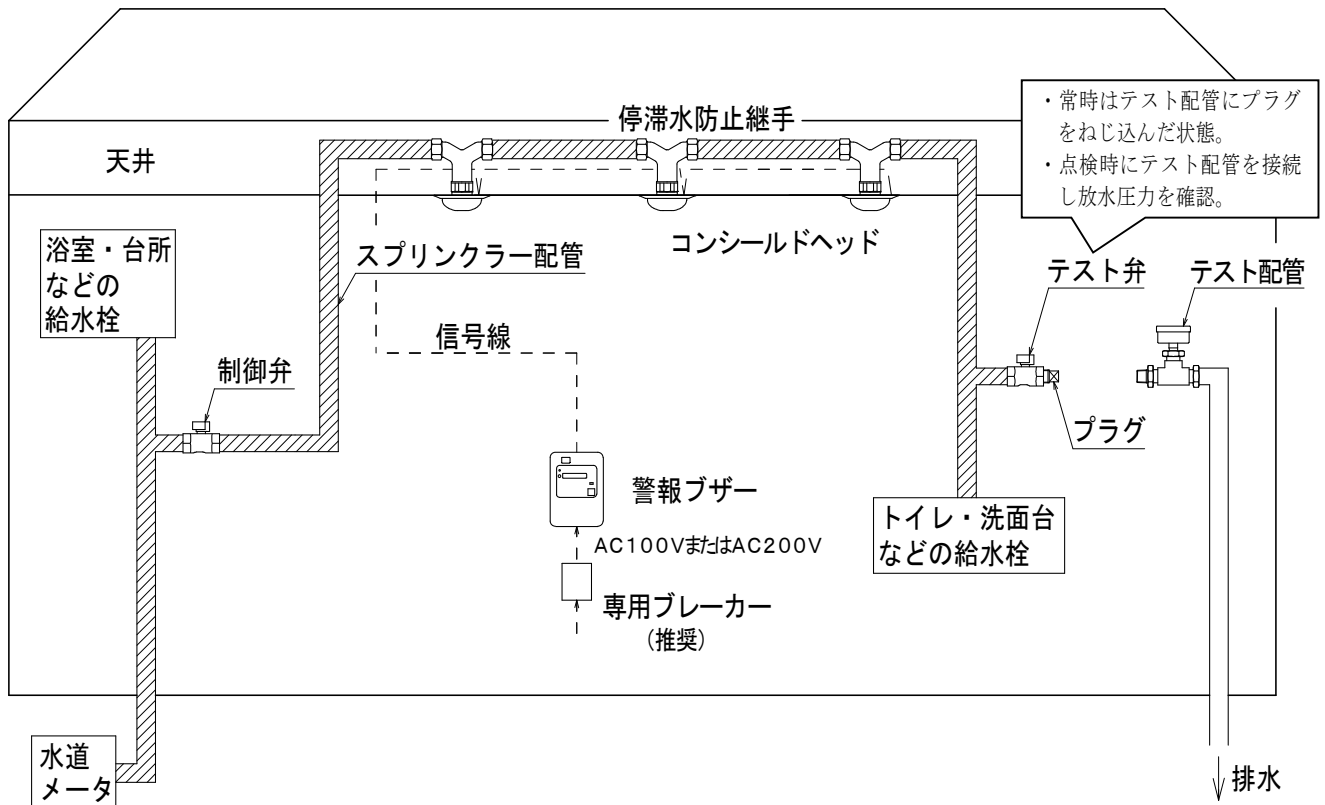 ・常時はテスト配管にプラグ
をねじ込んだ状態。
・点検時にテスト配管を接続
し放水圧力を確認。
停滞水防止継手
天井
コンシールドヘッド
浴室・台所
などの
給水栓
スプリンクラー配管
テスト弁
テスト配管
信号線
制御弁
プラグ
警報ブザー
AC100VまたはAC200V
トイレ・洗面台
などの給水栓
専用ブレーカー
(推奨)
水道
メータ
排水